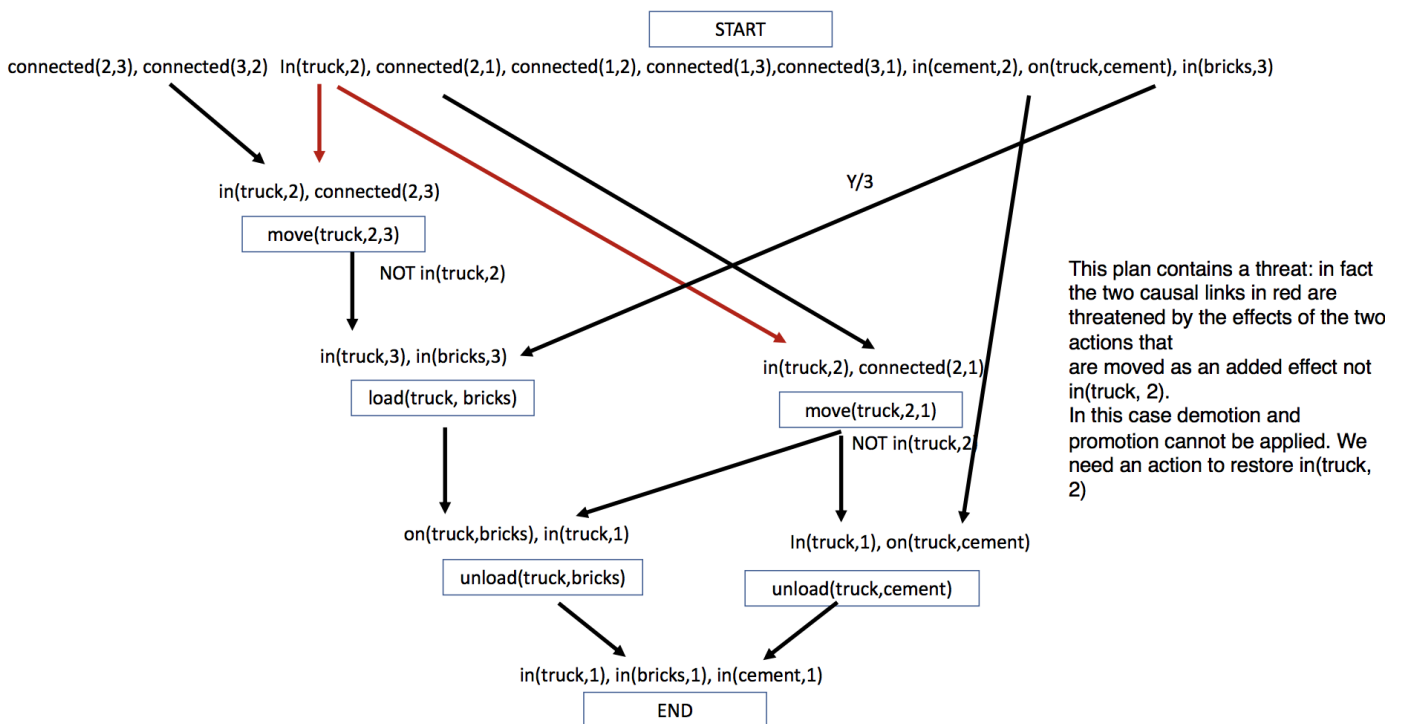 START
connected(2,3), connected(3,2) In(truck,2), connected(2,1), connected(1,2), connected(1,3),connected(3,1), in(cement,2), on(truck,cement), in(bricks,3)
Y/3
in(truck,2), connected(2,3)
move(truck,2,3)
NOT in(truck,2)
in(truck,3), in(bricks,3)
load(truck, bricks)
in(truck,2), connected(2,1)
move(truck,2,1)
NOT in(truck,2)
This plan contains a threat: in fact
the two causal links in red are
threatened by the effects of the two
actions that
are moved as an added effect not
in(truck, 2).
In this case demotion and
promotion cannot be applied. We
need an action to restore in(truck,
2)
on(truck,bricks), in(truck,1)
unload(truck,bricks)
In(truck,1), on(truck,cement)
unload(truck,cement)
in(truck,1), in(bricks,1), in(cement,1)
END